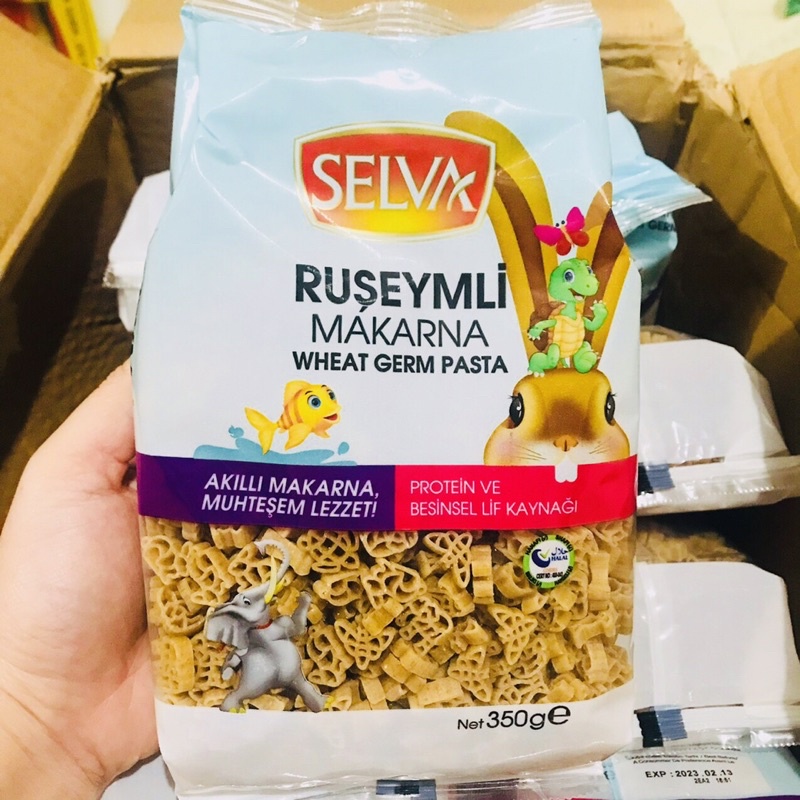 SELVA
RUŞEYMLİ
MAKARNA
WHEAT GERM PASTA
AKILLI MAKARNA,
MUHTEŞEM LEZZET!
PROTEİN VE
BESİNSEL LİF KAYNAĞI
حلال
HALAL
Net 350g e
EXP : 2023 .02 .13